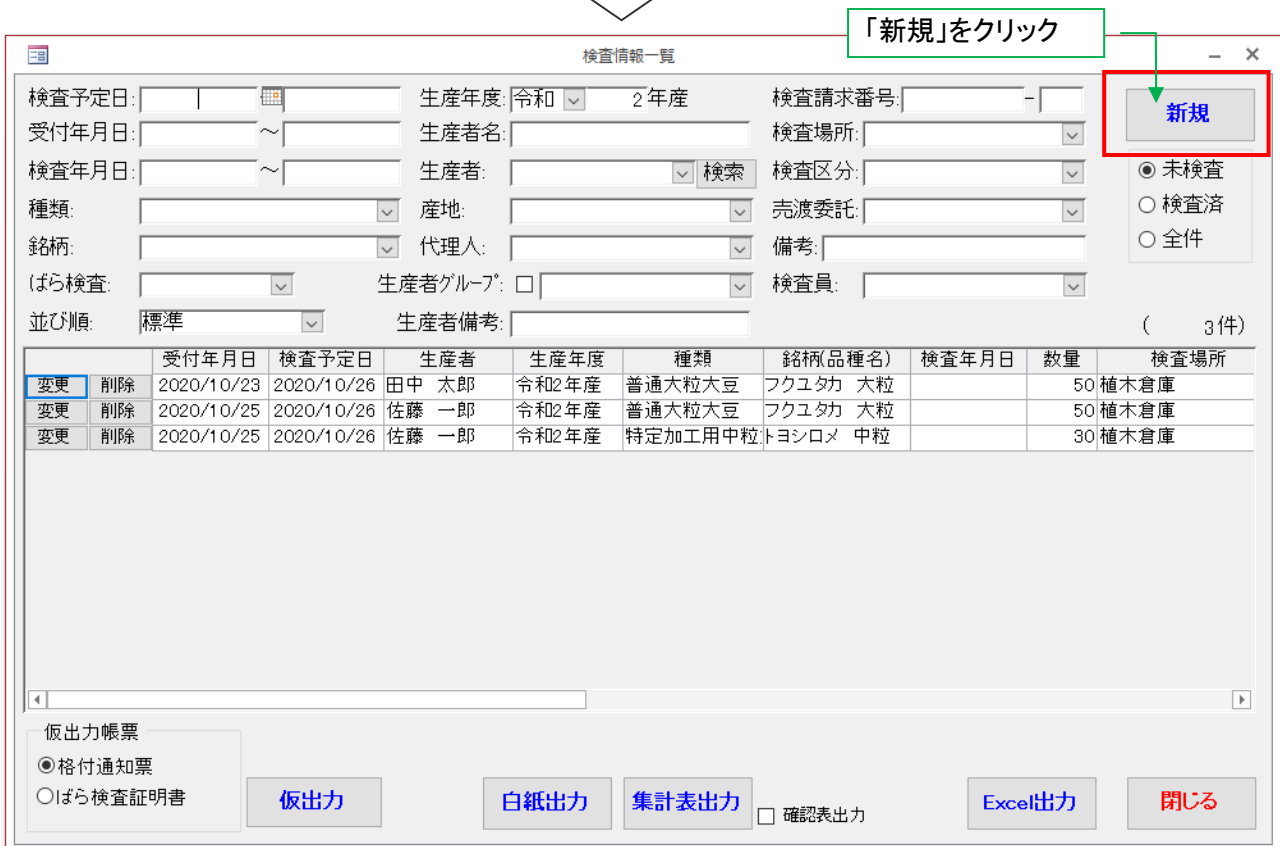 「新規」をクリック
検査情報一覧
検査予定日: 生産年度: 令和 2 年産 検査請求番号: - 新規
受付年月日: ～ 生産者名: 検査場所:
検査年月日: ～ 生産者: 検索 検査区分: 未検査
種類: 産地: 売渡委託: 検査済
銘柄: 代理人: 備考: 全件
ばら検査: 生産者ｸﾞﾙｰﾌﾟ: 検査員:
並び順: 標準 生産者備考: ( 3件)
受付年月日 検査予定日 生産者 生産年度 種類 銘柄(品種名) 検査年月日 数量 検査場所
変更 削除 2020/10/23 2020/10/26 田中 太郎 令和2年産 普通大粒大豆 フクユタカ 大粒 50 植木倉庫
変更 削除 2020/10/25 2020/10/26 佐藤 一郎 令和2年産 普通大粒大豆 フクユタカ 大粒 50 植木倉庫
変更 削除 2020/10/25 2020/10/26 佐藤 一郎 令和2年産 特定加工用中粒 トヨシロメ 中粒 30 植木倉庫
仮出力帳票
格付通知票
ばら検査証明書 仮出力 白紙出力 集計表出力 確認表出力 Excel出力 閉じる